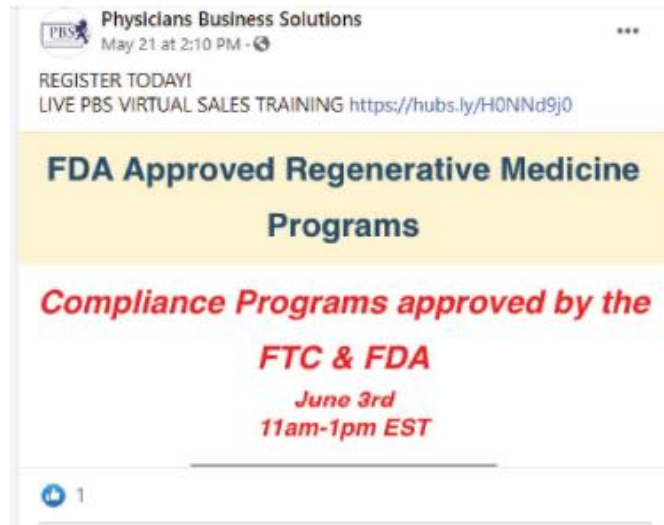 PBS
Physicians Business Solutions
May 21 at 2:10 PM ·
REGISTER TODAY!
LIVE PBS VIRTUAL SALES TRAINING https://hubs.ly/H0NNd9j0
FDA Approved Regenerative Medicine
Programs
Compliance Programs approved by the
FTC & FDA
June 3rd
11am-1pm EST
1